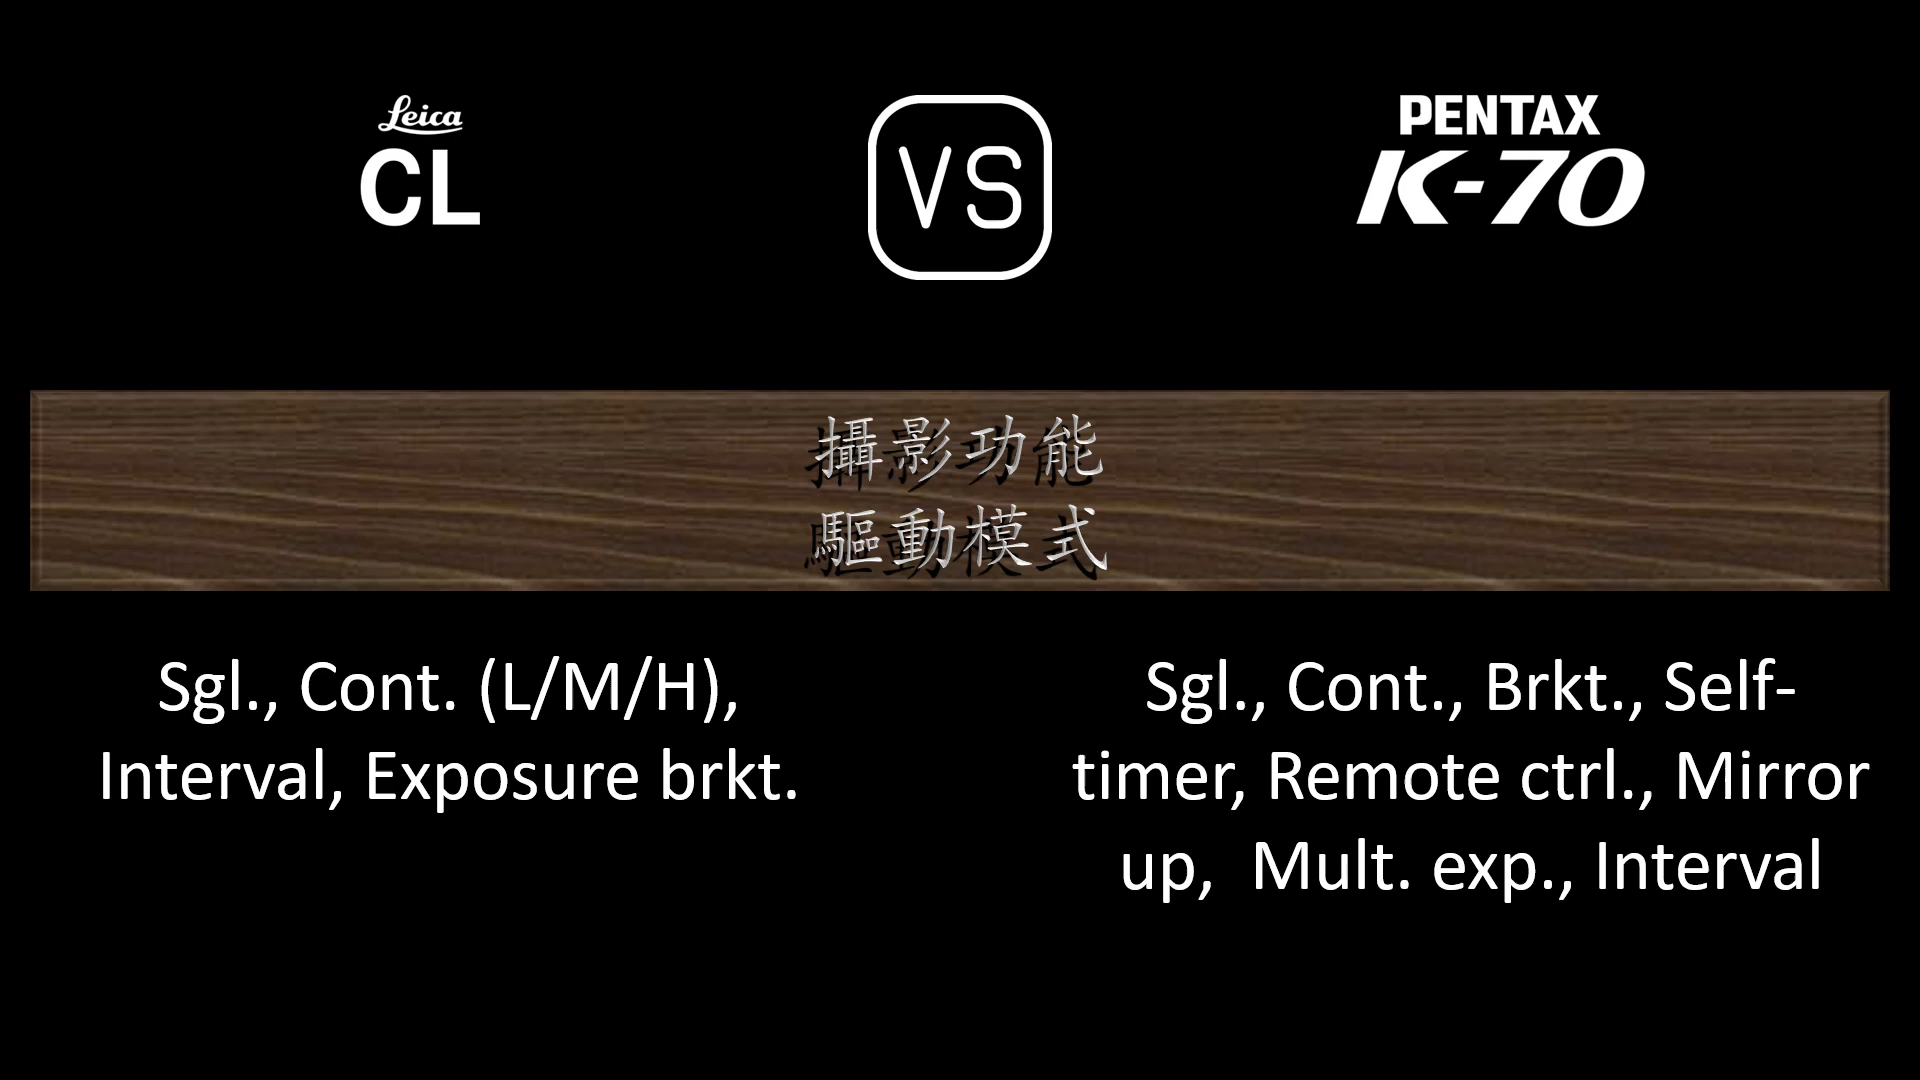 Leica
CL
VS
PENTAX
K-70
攝影功能
驅動模式
Sgl., Cont. (L/M/H),
Interval, Exposure brkt.
Sgl., Cont., Brkt., Self-
timer, Remote ctrl., Mirror
up,  Mult. exp., Interval